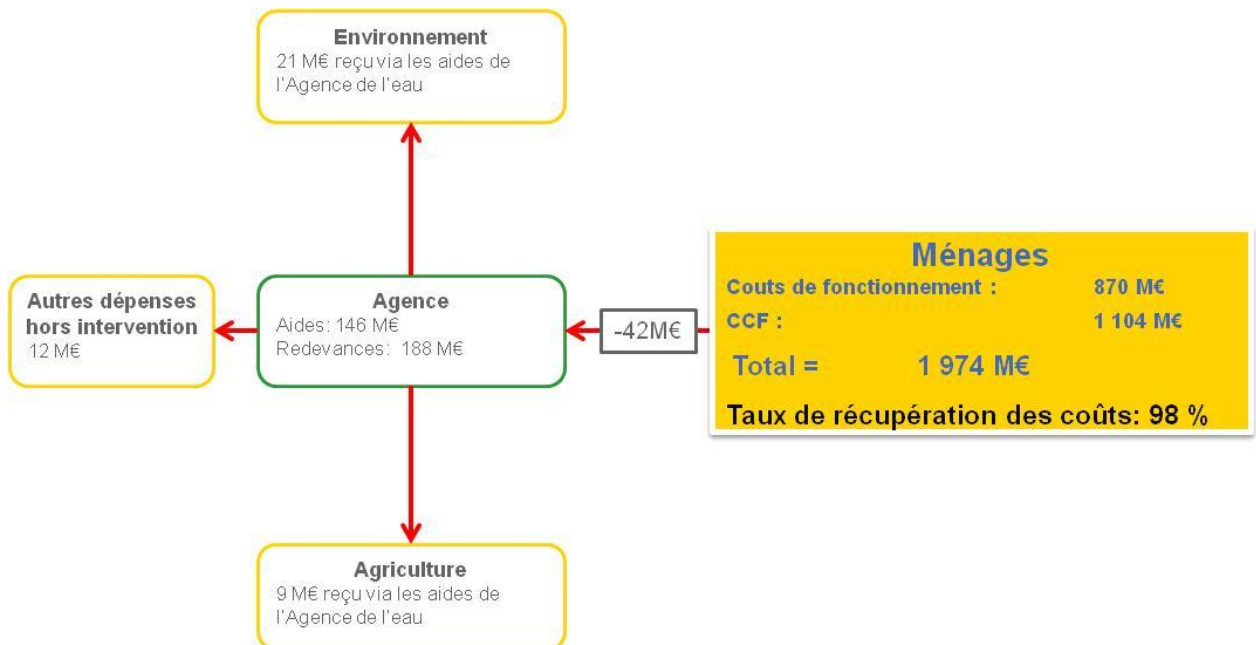 Environnement
21 M€ reçu via les aides de
l'Agence de l'eau
Autres dépenses
hors intervention
12 M€
Agence
Aides: 146 M€
Redevances: 188 M€
-42M€
Ménages
Couts de fonctionnement : 870 M€
CCF : 1 104 M€
Total = 1 974 M€
Taux de récupération des coûts: 98 %
Agriculture
9 M€ reçu via les aides de
l'Agence de l'eau